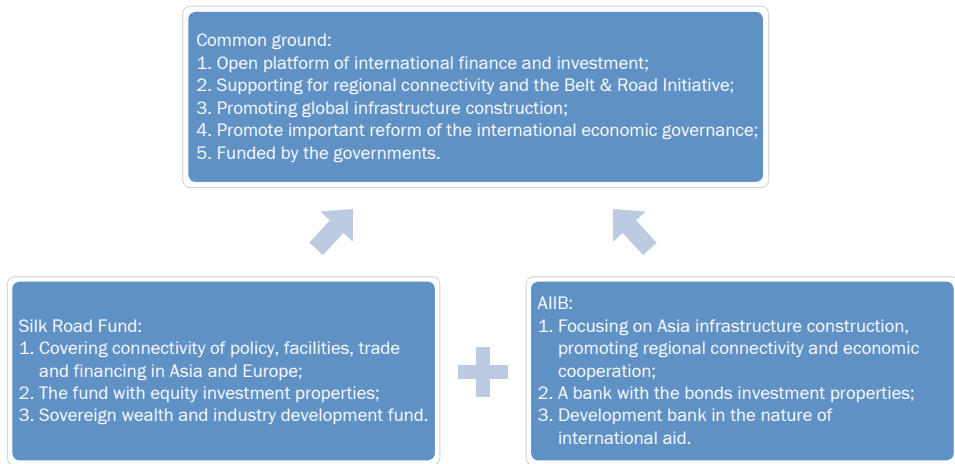 Common ground:
1. Open platform of international finance and investment;
2. Supporting for regional connectivity and the Belt & Road Initiative;
3. Promoting global infrastructure construction;
4. Promote important reform of the international economic governance;
5. Funded by the governments.
Silk Road Fund:
1. Covering connectivity of policy, facilities, trade
and financing in Asia and Europe;
2. The fund with equity investment properties;
3. Sovereign wealth and industry development fund.
AIIB:
1. Focusing on Asia infrastructure construction,
promoting regional connectivity and economic
cooperation;
2. A bank with the bonds investment properties;
3. Development bank in the nature of
international aid.